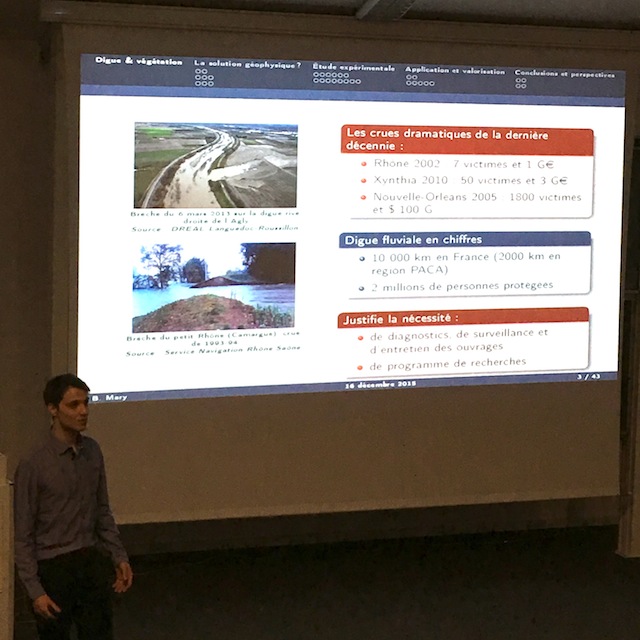 Digue & végétation
La solution géophysique?
Étude expérimentale
Application et valorisation
Conclusions et perspectives
Brèche du 6 mars 2013 sur la digue rive
droite de l'Agly
Source : DREAL Languedoc Roussillon
Brèche du petit Rhône (Camargue), crue
de 1993-94
Source : Service Navigation Rhône Saône
Les crues dramatiques de la dernière
décennie :
Rhône 2002 : 7 victimes et 1 G€
Xynthia 2010 : 50 victimes et 3 G€
Nouvelle-Orléans 2005 : 1800 victimes
et $ 100 G
Digue fluviale en chiffres
10 000 km en France (2000 km en
région PACA)
2 millions de personnes protégées
Justifie la nécessité :
de diagnostics, de surveillance et
d'entretien des ouvrages
de programme de recherches
B. Mary
16 décembre 2015
3 / 43